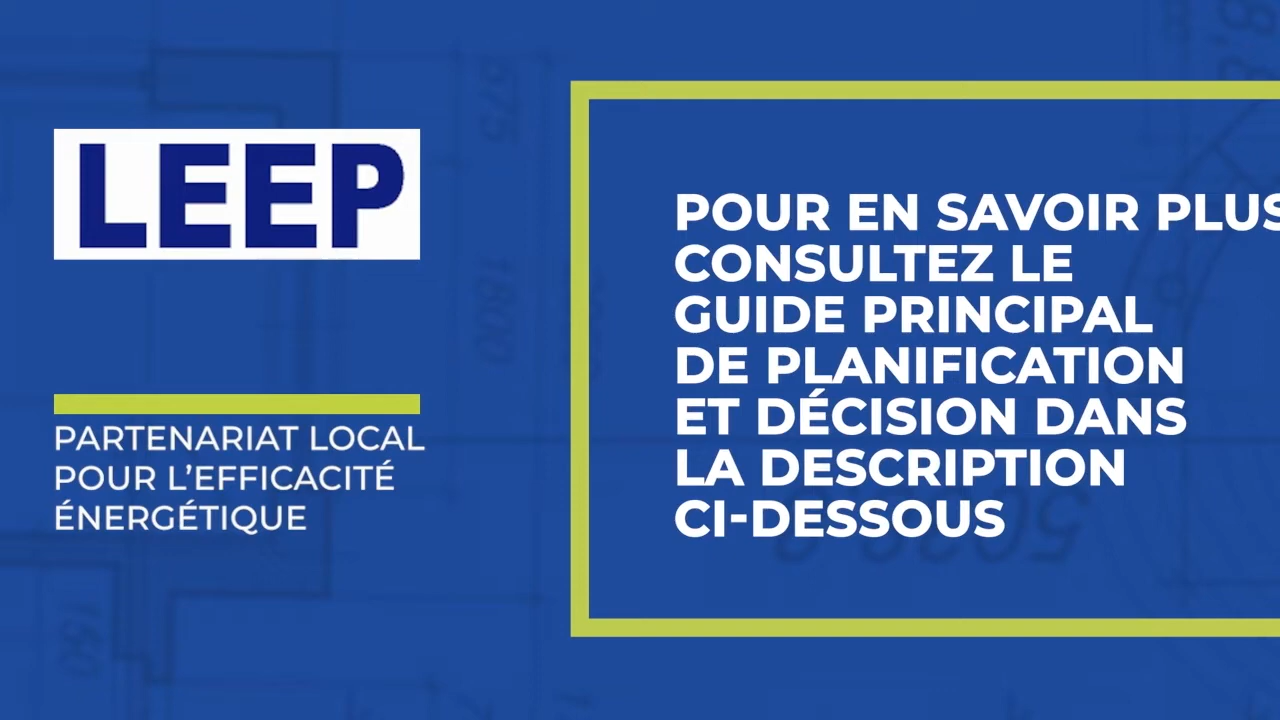 LEEP
PARTENARIAT LOCAL
POUR L'EFFICACITÉ
ÉNERGÉTIQUE
POUR EN SAVOIR PLUS
CONSULTEZ LE
GUIDE PRINCIPAL
DE PLANIFICATION
ET DÉCISION DANS
LA DESCRIPTION
CI-DESSOUS